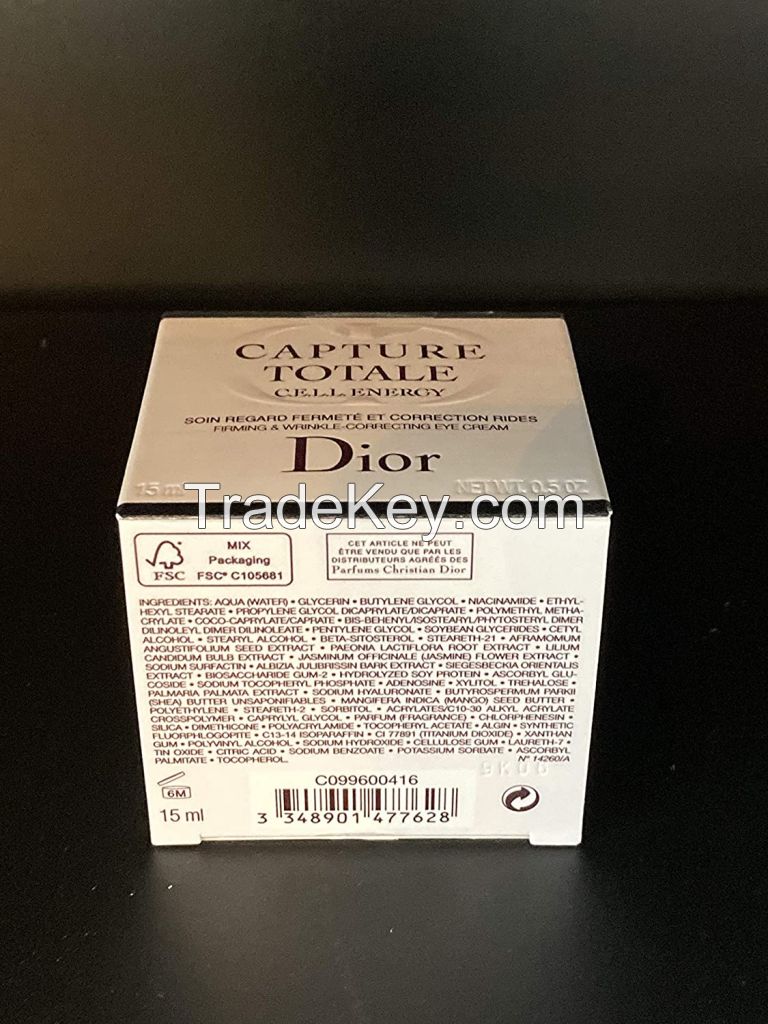 CAPTURE
TOTALE
C.E.L.L. ENERGY
SOIN REGARD FERMETÉ ET CORRECTION RIDES
FIRMING & WRINKLE-CORRECTING EYE CREAM
Dior
15 ml NET WT. 0.5 OZ
TradeKey.com
MIX
Packaging
FSC FSC® C105681
CET ARTICLE NE PEUT
ÊTRE VENDU QUE PAR LES
DISTRIBUTEURS AGRÉÉS DES
Parfums Christian Dior
INGREDIENTS: AQUA (WATER) • GLYCERIN • BUTYLENE GLYCOL • NIACINAMIDE • ETHYL-
HEXYL STEARATE • PROPYLENE GLYCOL DICAPRYLATE/DICAPRATE • POLYMETHYL METHA-
CRYLATE • COCO-CAPRYLATE/CAPRATE • BIS-BEHENYL/ISOSTEARYL/PHYTOSTERYL DIMER
DILINOLEYL DIMER DILINOLEATE • PENTYLENE GLYCOL • SOYBEAN GLYCERIDES • CETYL
ALCOHOL • STEARYL ALCOHOL • BETA-SITOSTEROL • STEARETH-21 • AFRAMOMUM
ANGUSTIFOLIUM SEED EXTRACT • PAEONIA LACTIFLORA ROOT EXTRACT • LILIUM
CANDIDUM BULB EXTRACT • JASMINUM OFFICINALE (JASMINE) FLOWER EXTRACT •
SODIUM SURFACTIN • ALBIZIA JULIBRISSIN BARK EXTRACT • SIEGESBECKIA ORIENTALIS
EXTRACT • BIOSACCHARIDE GUM-2 • HYDROLYZED SOY PROTEIN • ASCORBYL GLU-
COSIDE • SODIUM TOCOPHERYL PHOSPHATE • ADENOSINE • XYLITOL • TREHALOSE •
PALMARIA PALMATA EXTRACT • SODIUM HYALURONATE • BUTYROSPERMUM PARKII
(SHEA) BUTTER UNSAPONIFIABLES • MANGIFERA INDICA (MANGO) SEED BUTTER •
POLYETHYLENE • STEARETH-2 • SORBITOL • ACRYLATES/C10-30 ALKYL ACRYLATE
CROSSPOLYMER • CAPRYLYL GLYCOL • PARFUM (FRAGRANCE) • CHLORPHENESIN •
SILICA • DIMETHICONE • POLYACRYLAMIDE • TOCOPHERYL ACETATE • ALGIN • SYNTHETIC
FLUORPHLOGOPITE • C13-14 ISOPARAFFIN • CI 77891 (TITANIUM DIOXIDE) • XANTHAN
GUM • POLYVINYL ALCOHOL • SODIUM HYDROXIDE • CELLULOSE GUM • LAURETH-7 •
TIN OXIDE • CITRIC ACID • SODIUM BENZOATE • POTASSIUM SORBATE • ASCORBYL
PALMITATE • TOCOPHEROL. N° 14260/A
6M
15 ml
C099600416
3 348901 477628